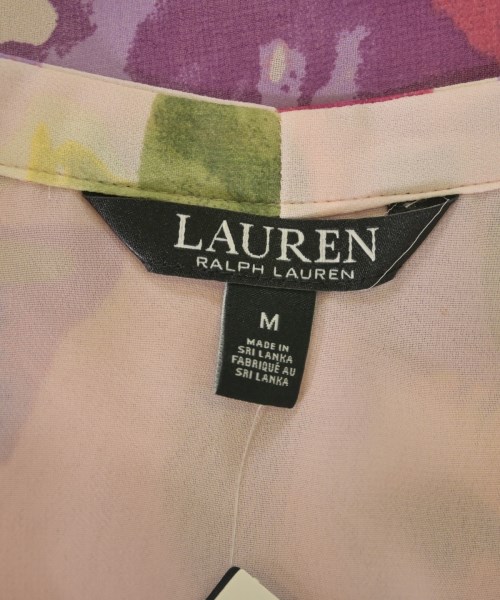 LAUREN
RALPH LAUREN
M
MADE IN
SRI LANKA
FABRIQUÉ AU
SRI LANKA